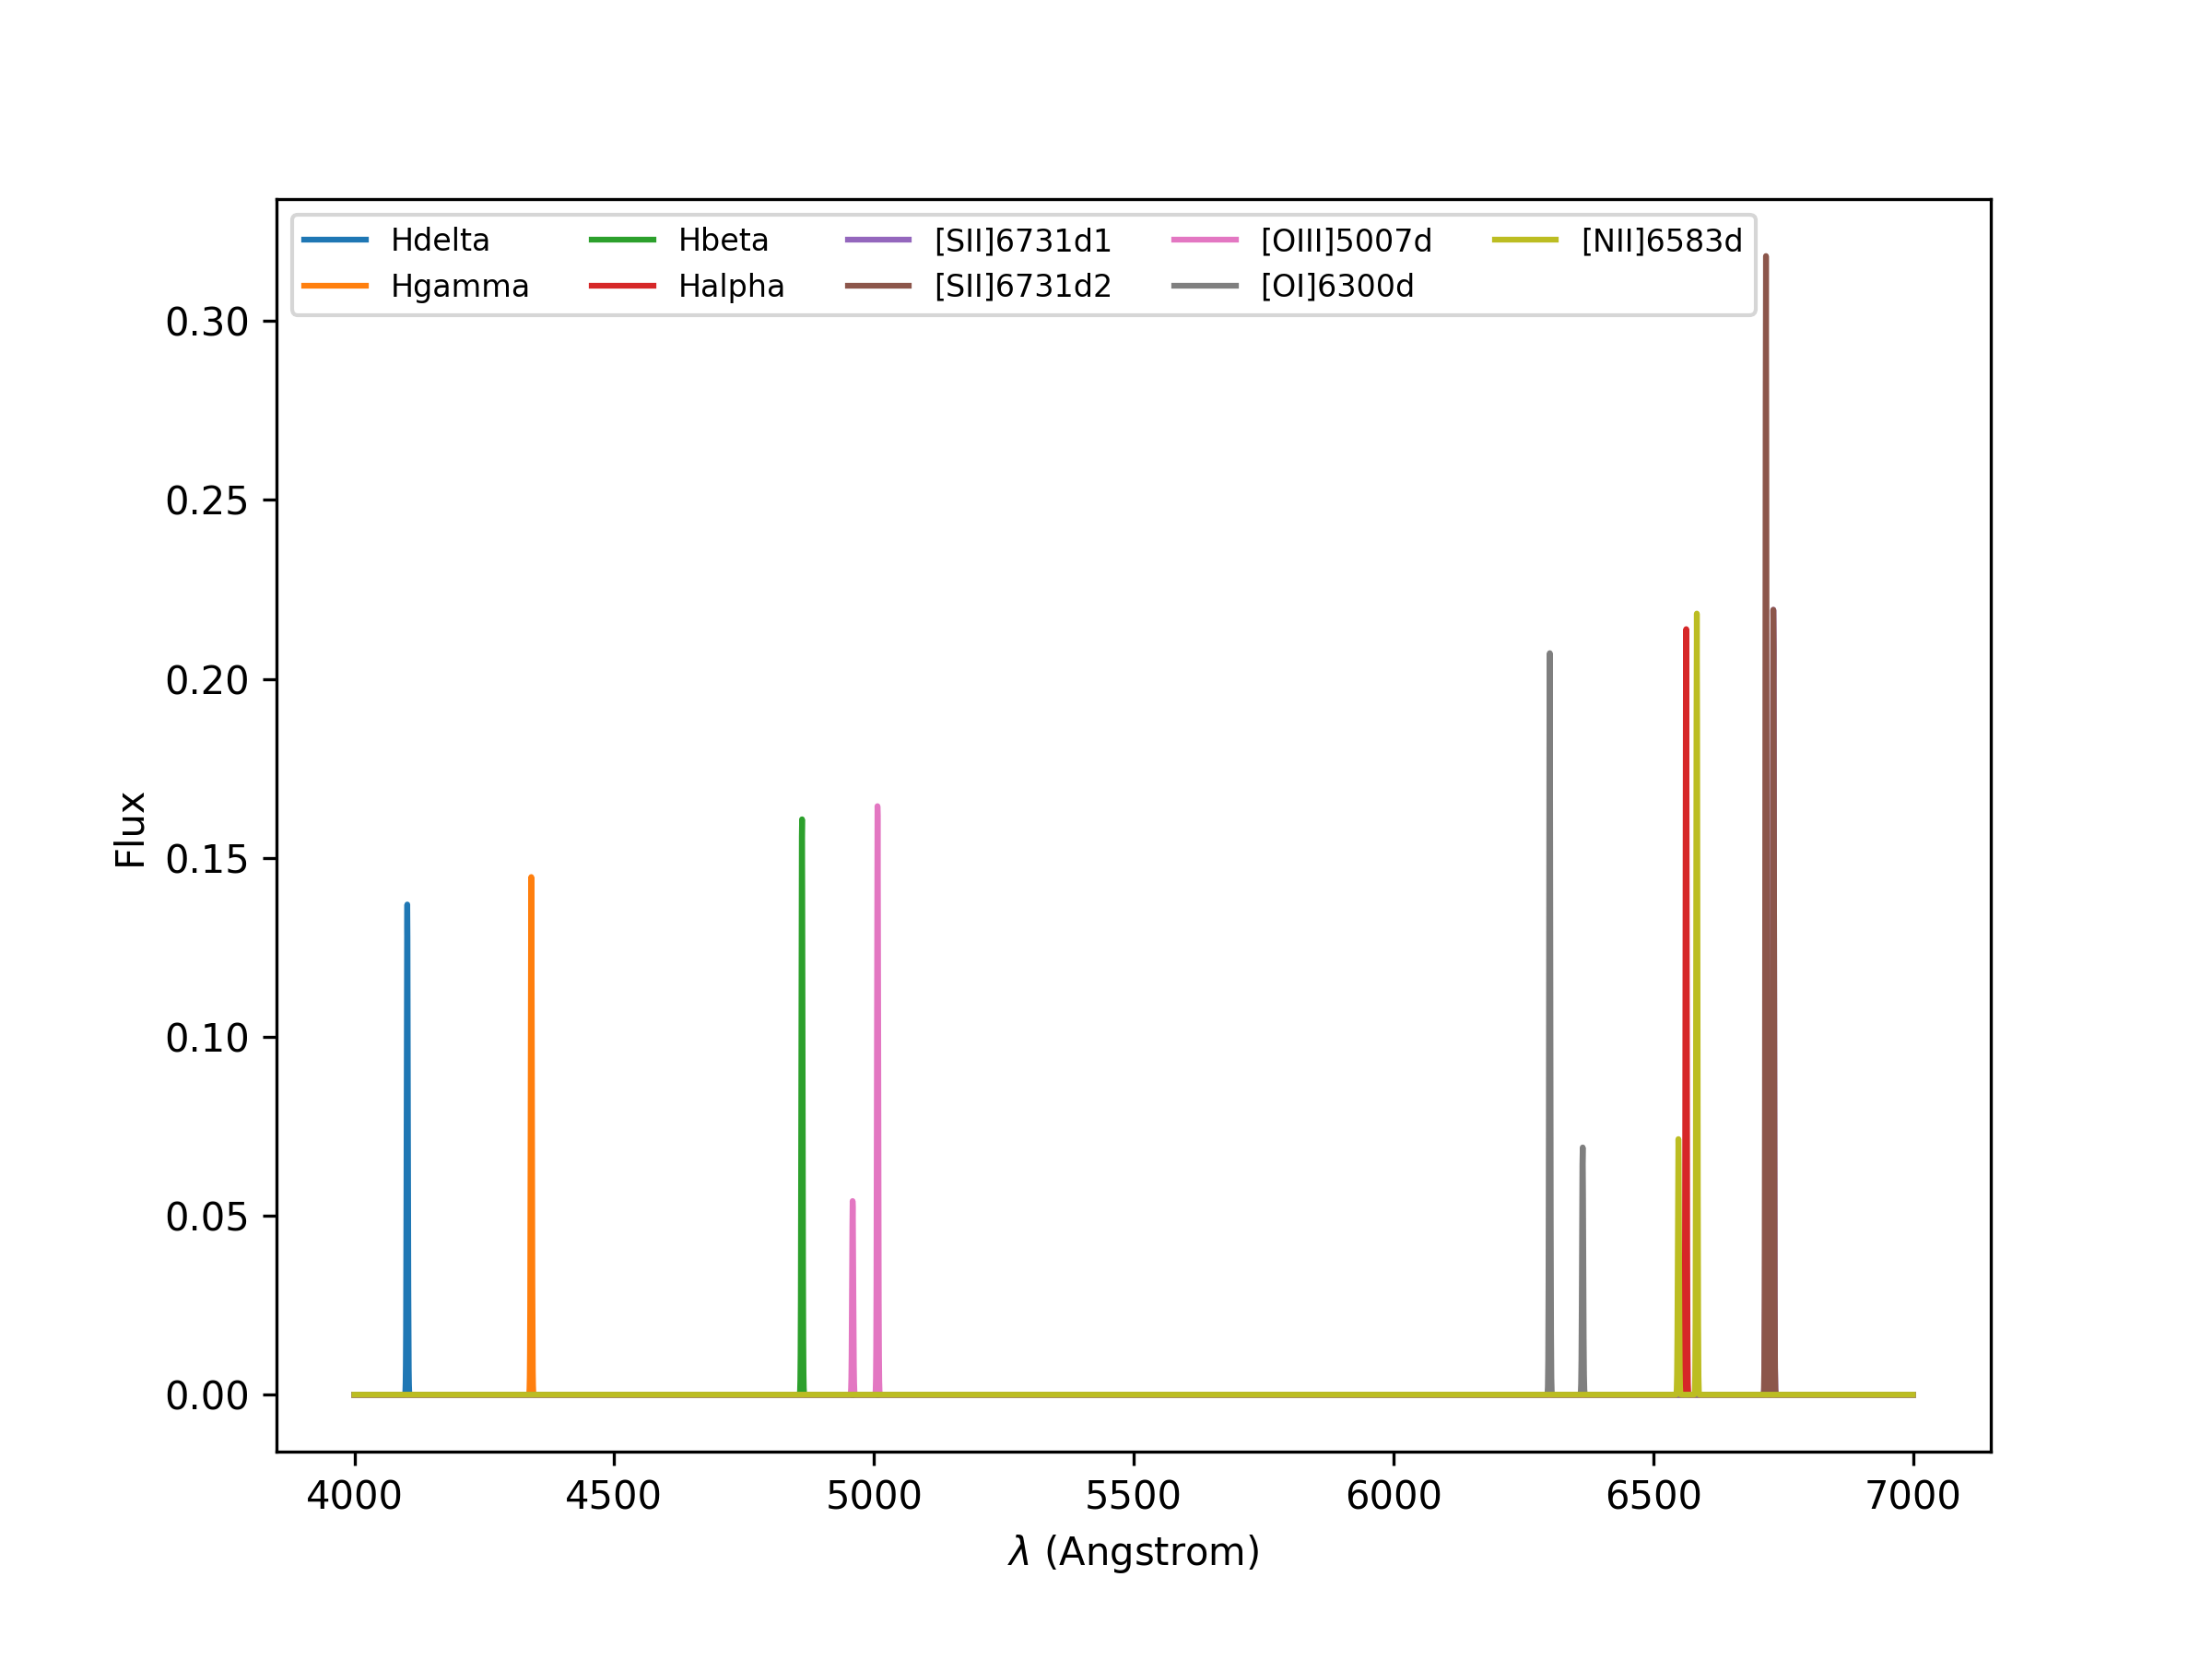 Hdelta
Hgamma
Hbeta
Halpha
[SII]6731d1
[SII]6731d2
[OIII]5007d
[OI]6300d
[NII]6583d
0.30
0.25
0.20
0.15
0.10
0.05
0.00
Flux
4000 4500 5000 5500 6000 6500 7000
λ (Angstrom)